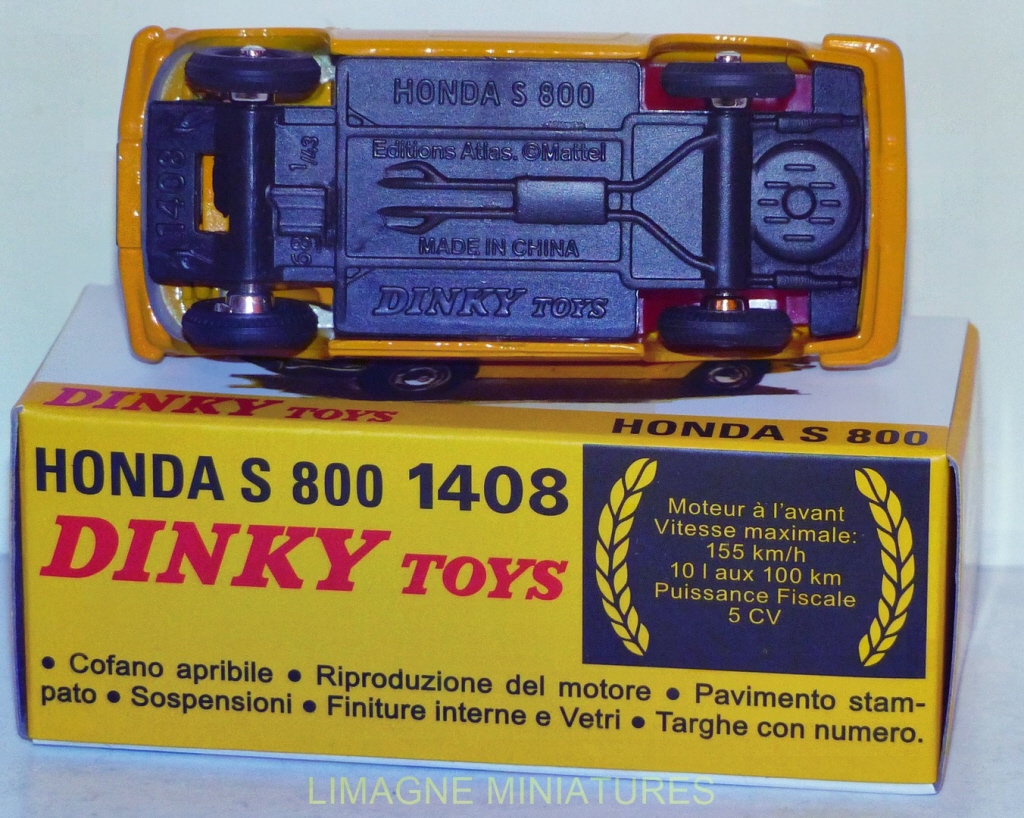 HONDA S 800
1408
1/43
Editions Atlas. ©Mattel
MADE IN CHINA
DINKY TOYS
DINKY TOYS
HONDA S 800
HONDA S 800 1408
DINKY TOYS
Moteur à l'avant
Vitesse maximale:
155 km/h
10 l aux 100 km
Puissance Fiscale
5 CV
• Cofano apribile • Riproduzione del motore • Pavimento stam-
pato • Sospensioni • Finiture interne e Vetri • Targhe con numero.
LIMAGNE MINIATURES